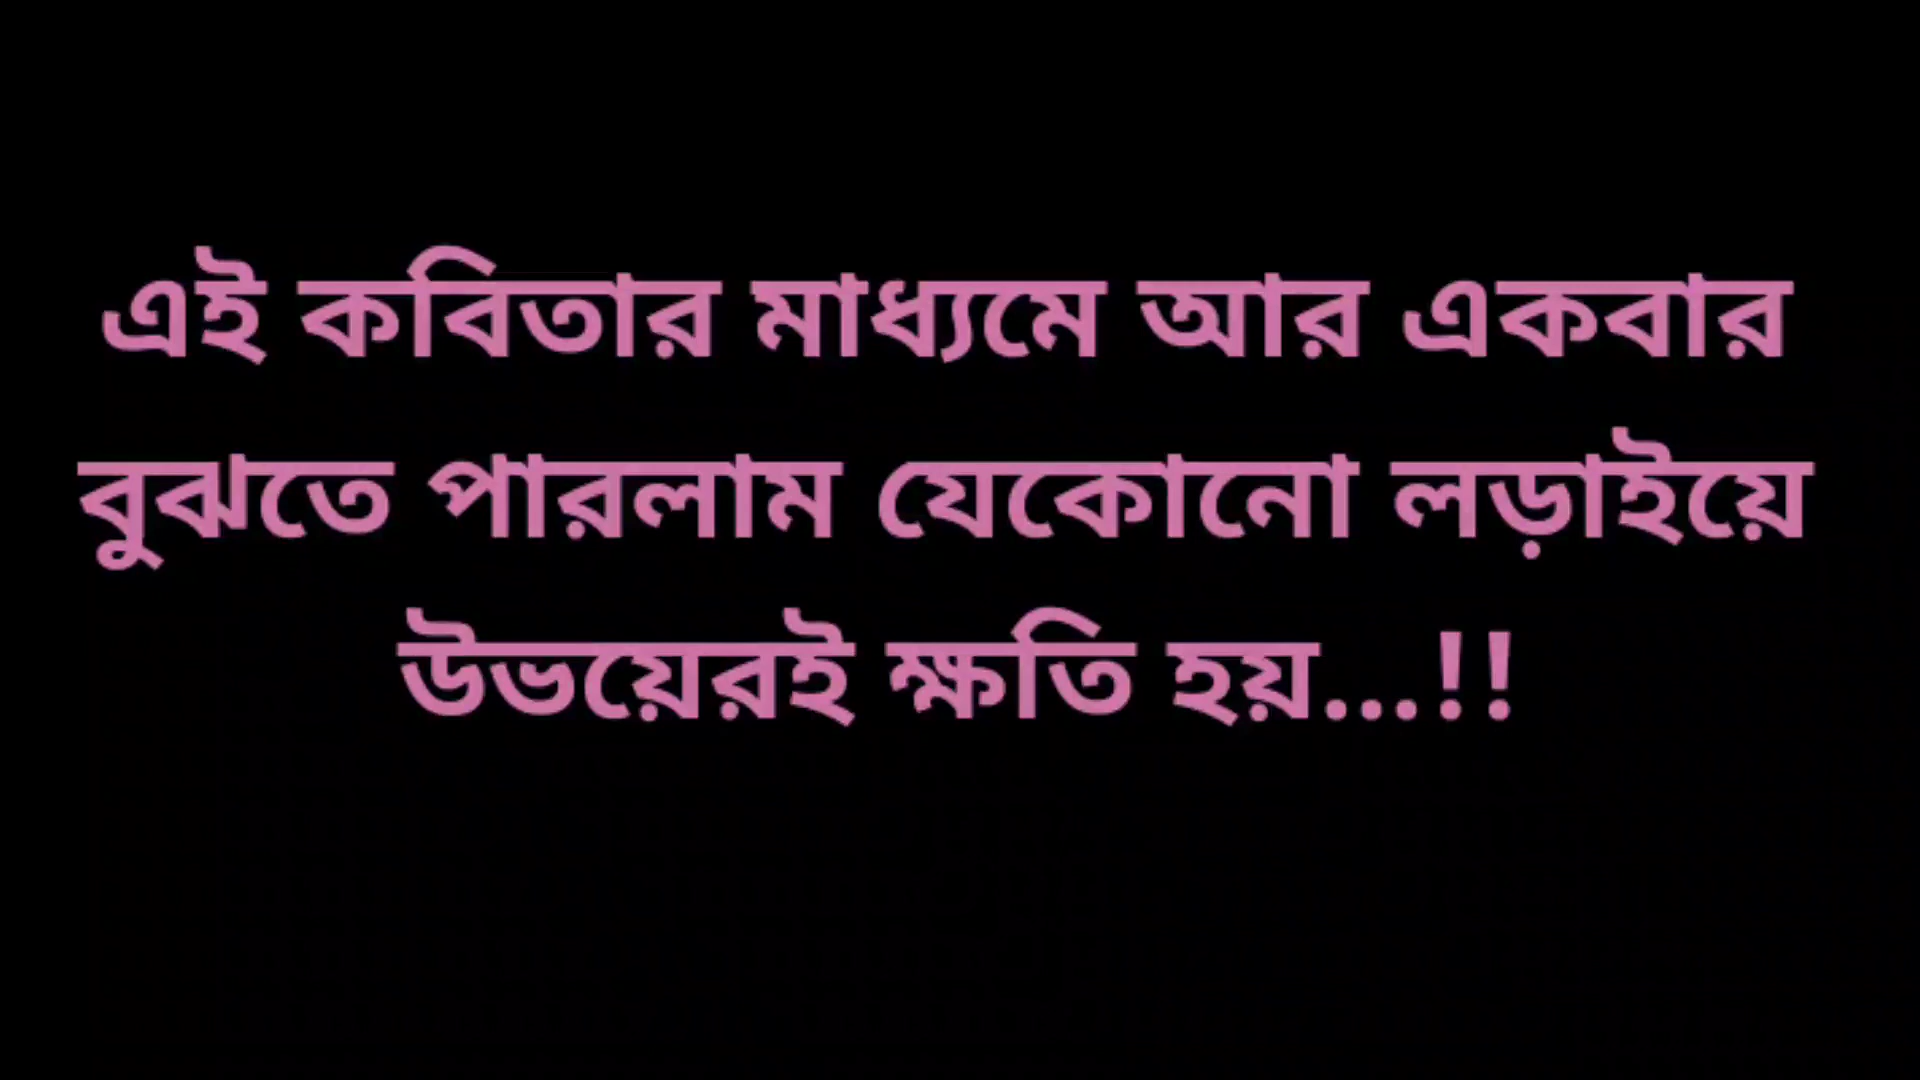 এই কবিতার মাধ্যমে আর একবার
বুঝতে পারলাম যেকোনো লড়াইয়ে
উভয়েরই ক্ষতি হয়...!!